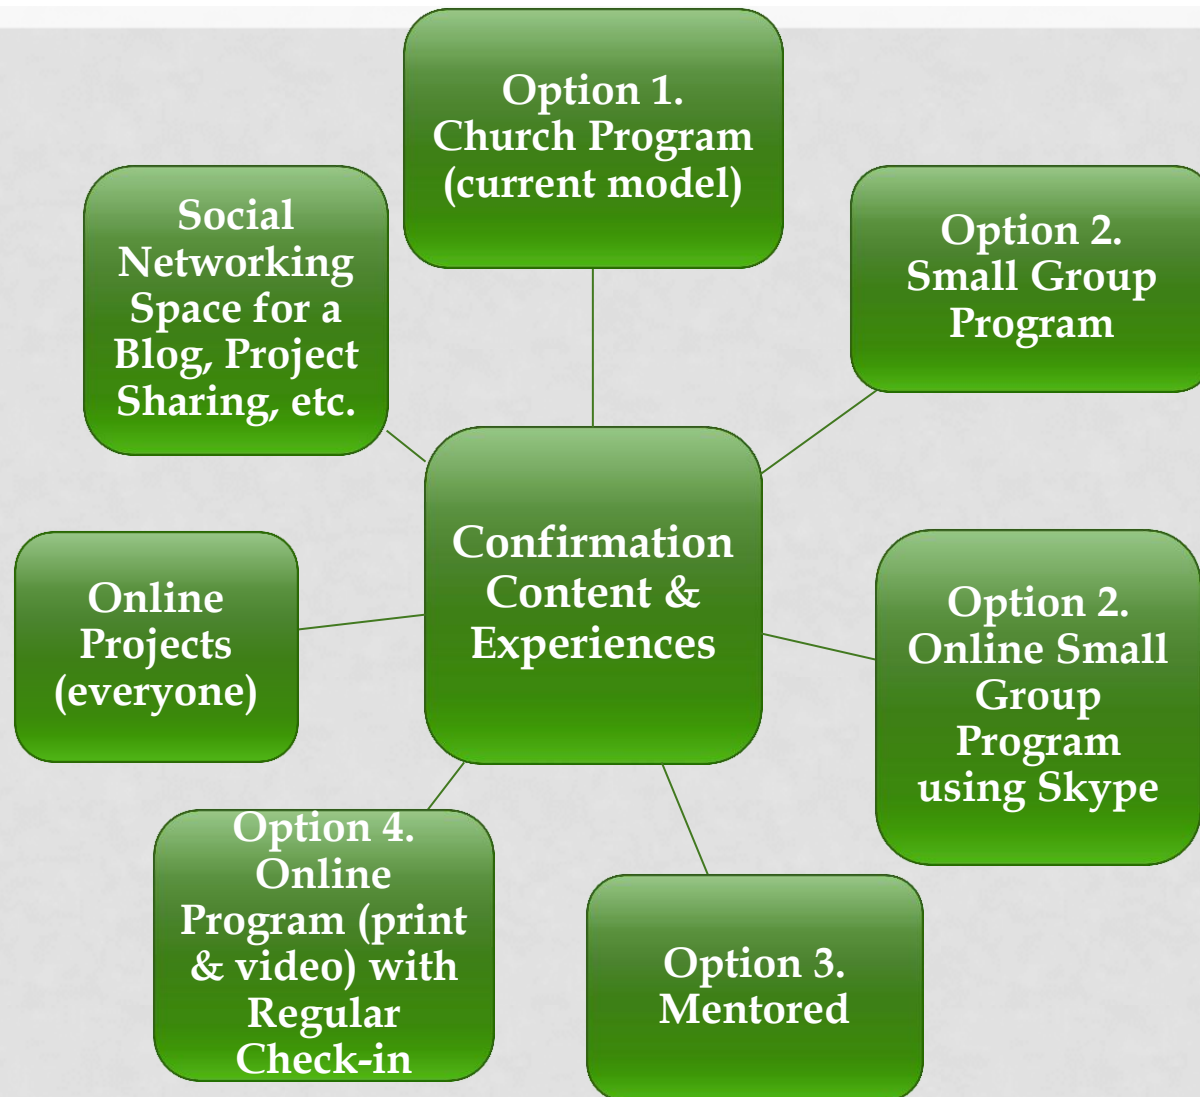 Option 1.
Church Program
(current model)
Option 2.
Small Group
Program
Option 2.
Online Small
Group
Program
using Skype
Option 3.
Mentored
Option 4.
Online
Program (print
& video) with
Regular
Check-in
Online
Projects
(everyone)
Social
Networking
Space for a
Blog, Project
Sharing, etc.
Confirmation
Content &
Experiences